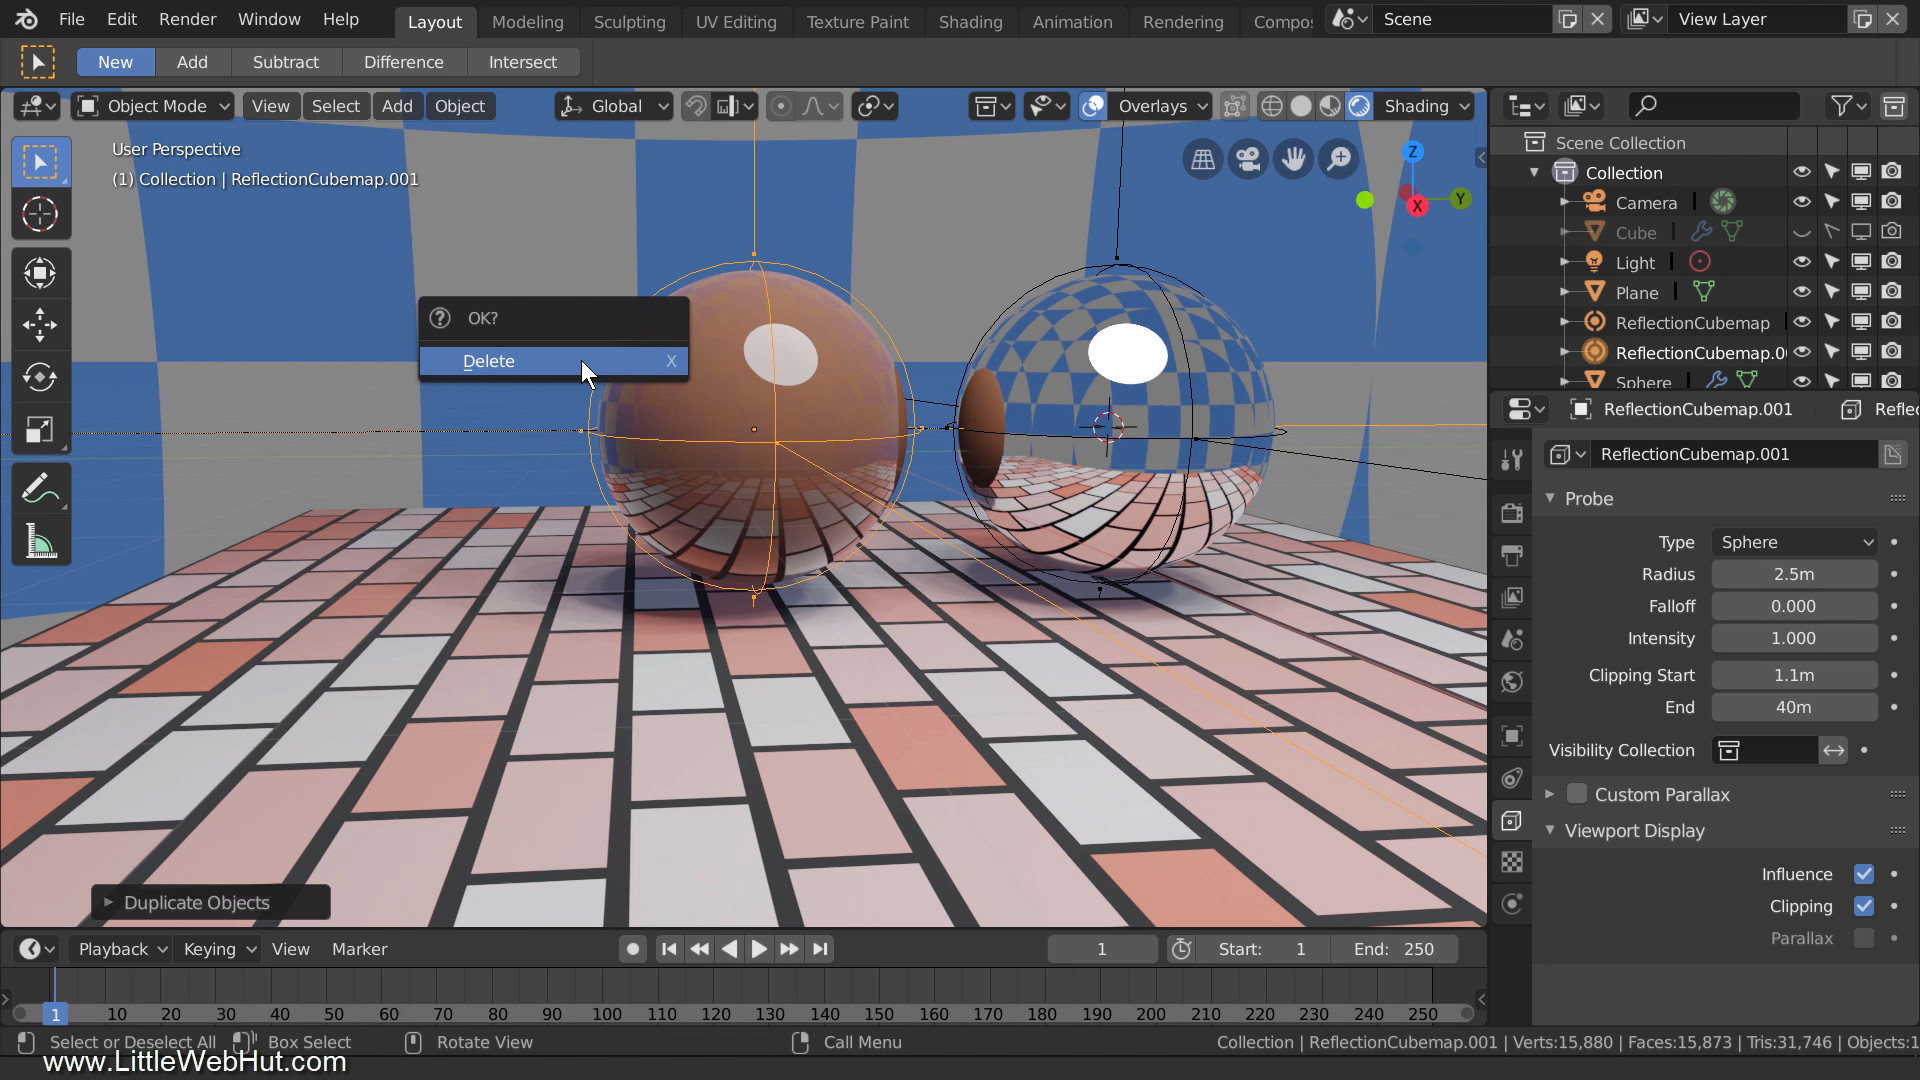 File Edit Render Window Help Layout Modeling Sculpting UV Editing Texture Paint Shading Animation Rendering Scene View Layer
New Add Subtract Difference Intersect
Object Mode View Select Add Object Global Overlays Shading
User Perspective
(1) Collection | ReflectionCubemap.001
Z
X
Y
OK?
Delete X
Duplicate Objects
Scene Collection
Collection
Camera
Cube
Light
Plane
ReflectionCubemap
ReflectionCubemap.0
Sphere
ReflectionCubemap.001
ReflectionCubemap.001
Probe
Type Sphere
Radius 2.5m
Falloff 0.000
Intensity 1.000
Clipping Start 1.1m
End 40m
Visibility Collection
Custom Parallax
Viewport Display
Influence
Clipping
Parallax
Playback Keying View Marker 1 Start: 1 End: 250
1 10 20 30 40 50 60 70 80 90 100 110 120 130 140 150 160 170 180 190 200 210 220 230 240 250
Select or Deselect All Box Select Rotate View Call Menu Collection | ReflectionCubemap.001 | Verts:15,880 | Faces:15,873 | Tris:31,746 | Objects:1
www.LittleWebHut.com